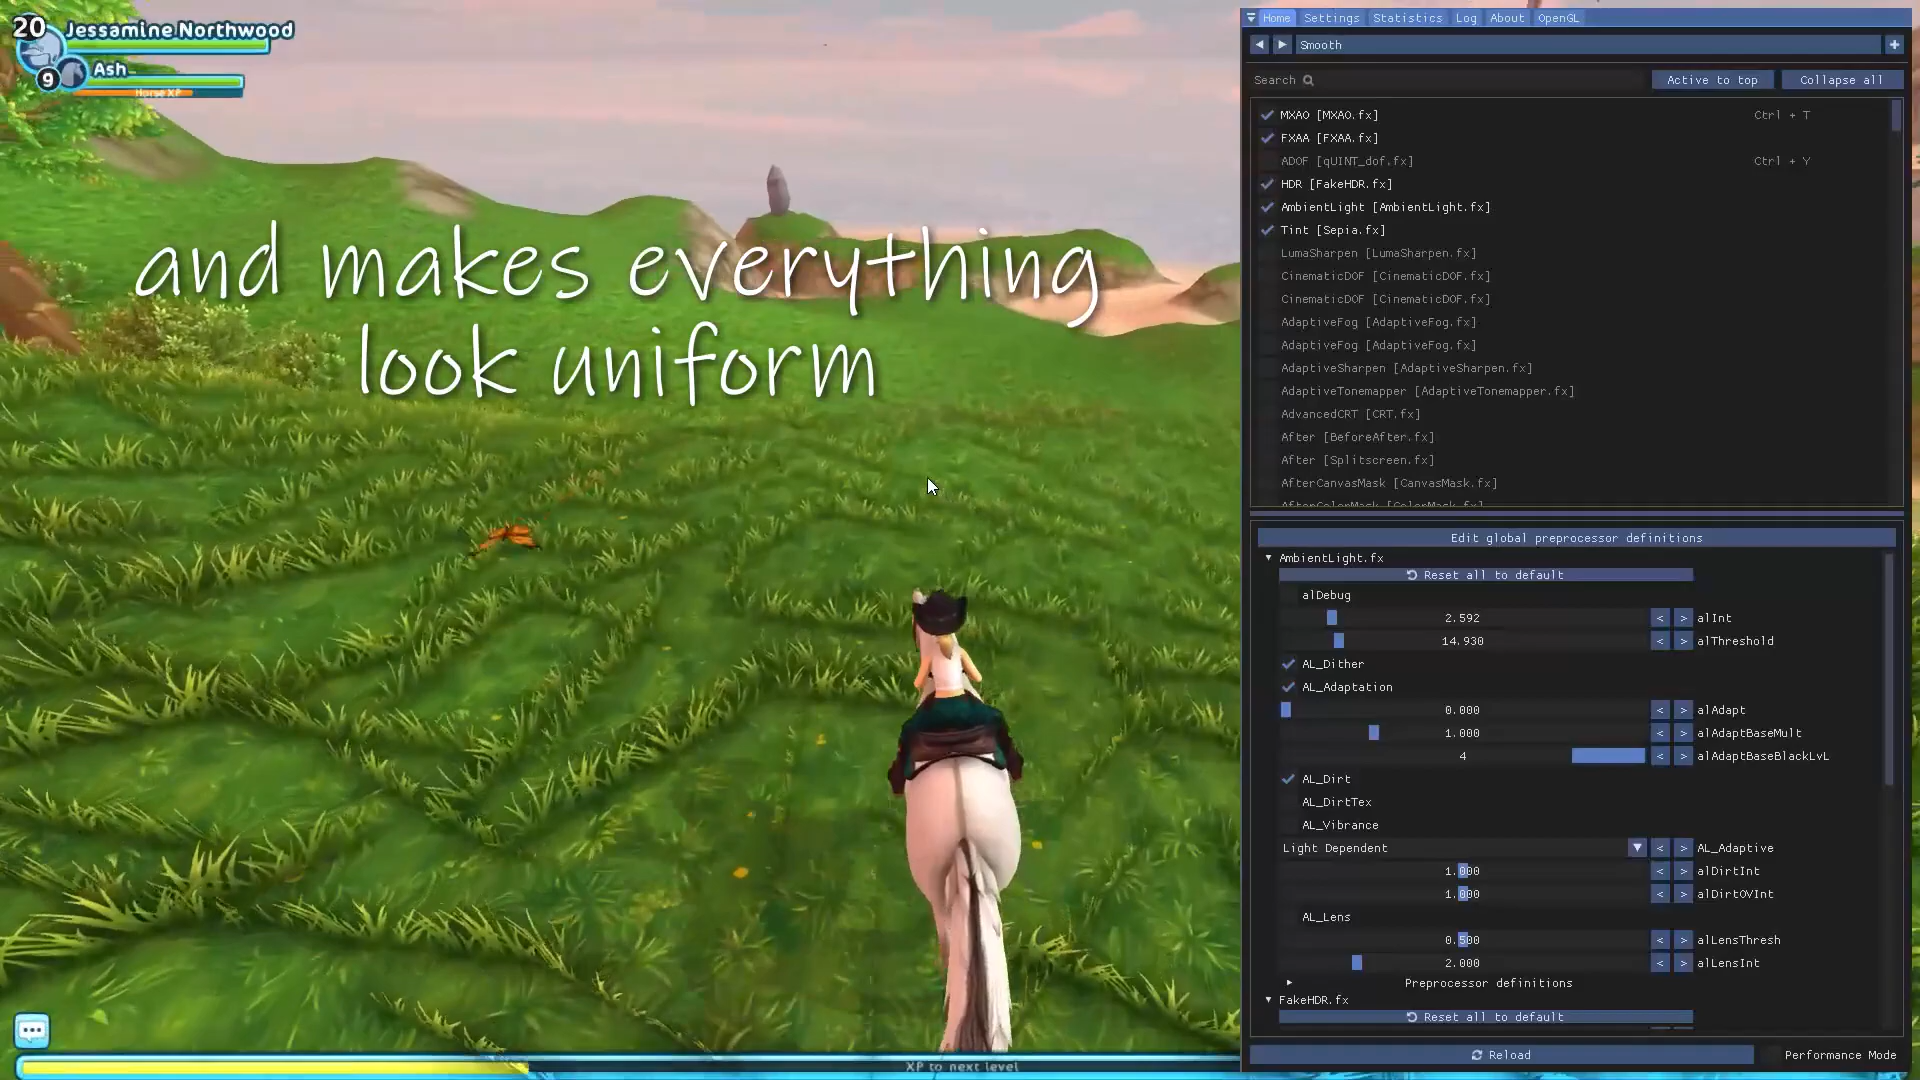 20 Jessamine Northwood
Ash
9
Horse XP
and makes everything
look uniform
XP to next level
Home Settings Statistics Log About OpenGL
Smooth
+
Search Active to top Collapse all
MXAO [MXAO.fx] Ctrl + T
FXAA [FXAA.fx]
ADOF [qUINT_dof.fx] Ctrl + Y
HDR [FakeHDR.fx]
AmbientLight [AmbientLight.fx]
Tint [Sepia.fx]
LumaSharpen [LumaSharpen.fx]
CinematicDOF [CinematicDOF.fx]
CinematicDOF [CinematicDOF.fx]
AdaptiveFog [AdaptiveFog.fx]
AdaptiveFog [AdaptiveFog.fx]
AdaptiveSharpen [AdaptiveSharpen.fx]
AdaptiveTonemapper [AdaptiveTonemapper.fx]
AdvancedCRT [CRT.fx]
After [BeforeAfter.fx]
After [Splitscreen.fx]
AfterCanvasMask [CanvasMask.fx]
AfterColorMask [ColorMask.fx]
Edit global preprocessor definitions
AmbientLight.fx
Reset all to default
alDebug
2.592 < > alInt
14.930 < > alThreshold
AL_Dither
AL_Adaptation
0.000 < > alAdapt
1.000 < > alAdaptBaseMult
4 < > alAdaptBaseBlackLvL
AL_Dirt
AL_DirtTex
AL_Vibrance
Light Dependent < > AL_Adaptive
1.000 < > alDirtInt
1.000 < > alDirtOVInt
AL_Lens
0.500 < > alLensThresh
2.000 < > alLensInt
Preprocessor definitions
FakeHDR.fx
Reset all to default
Reload Performance Mode